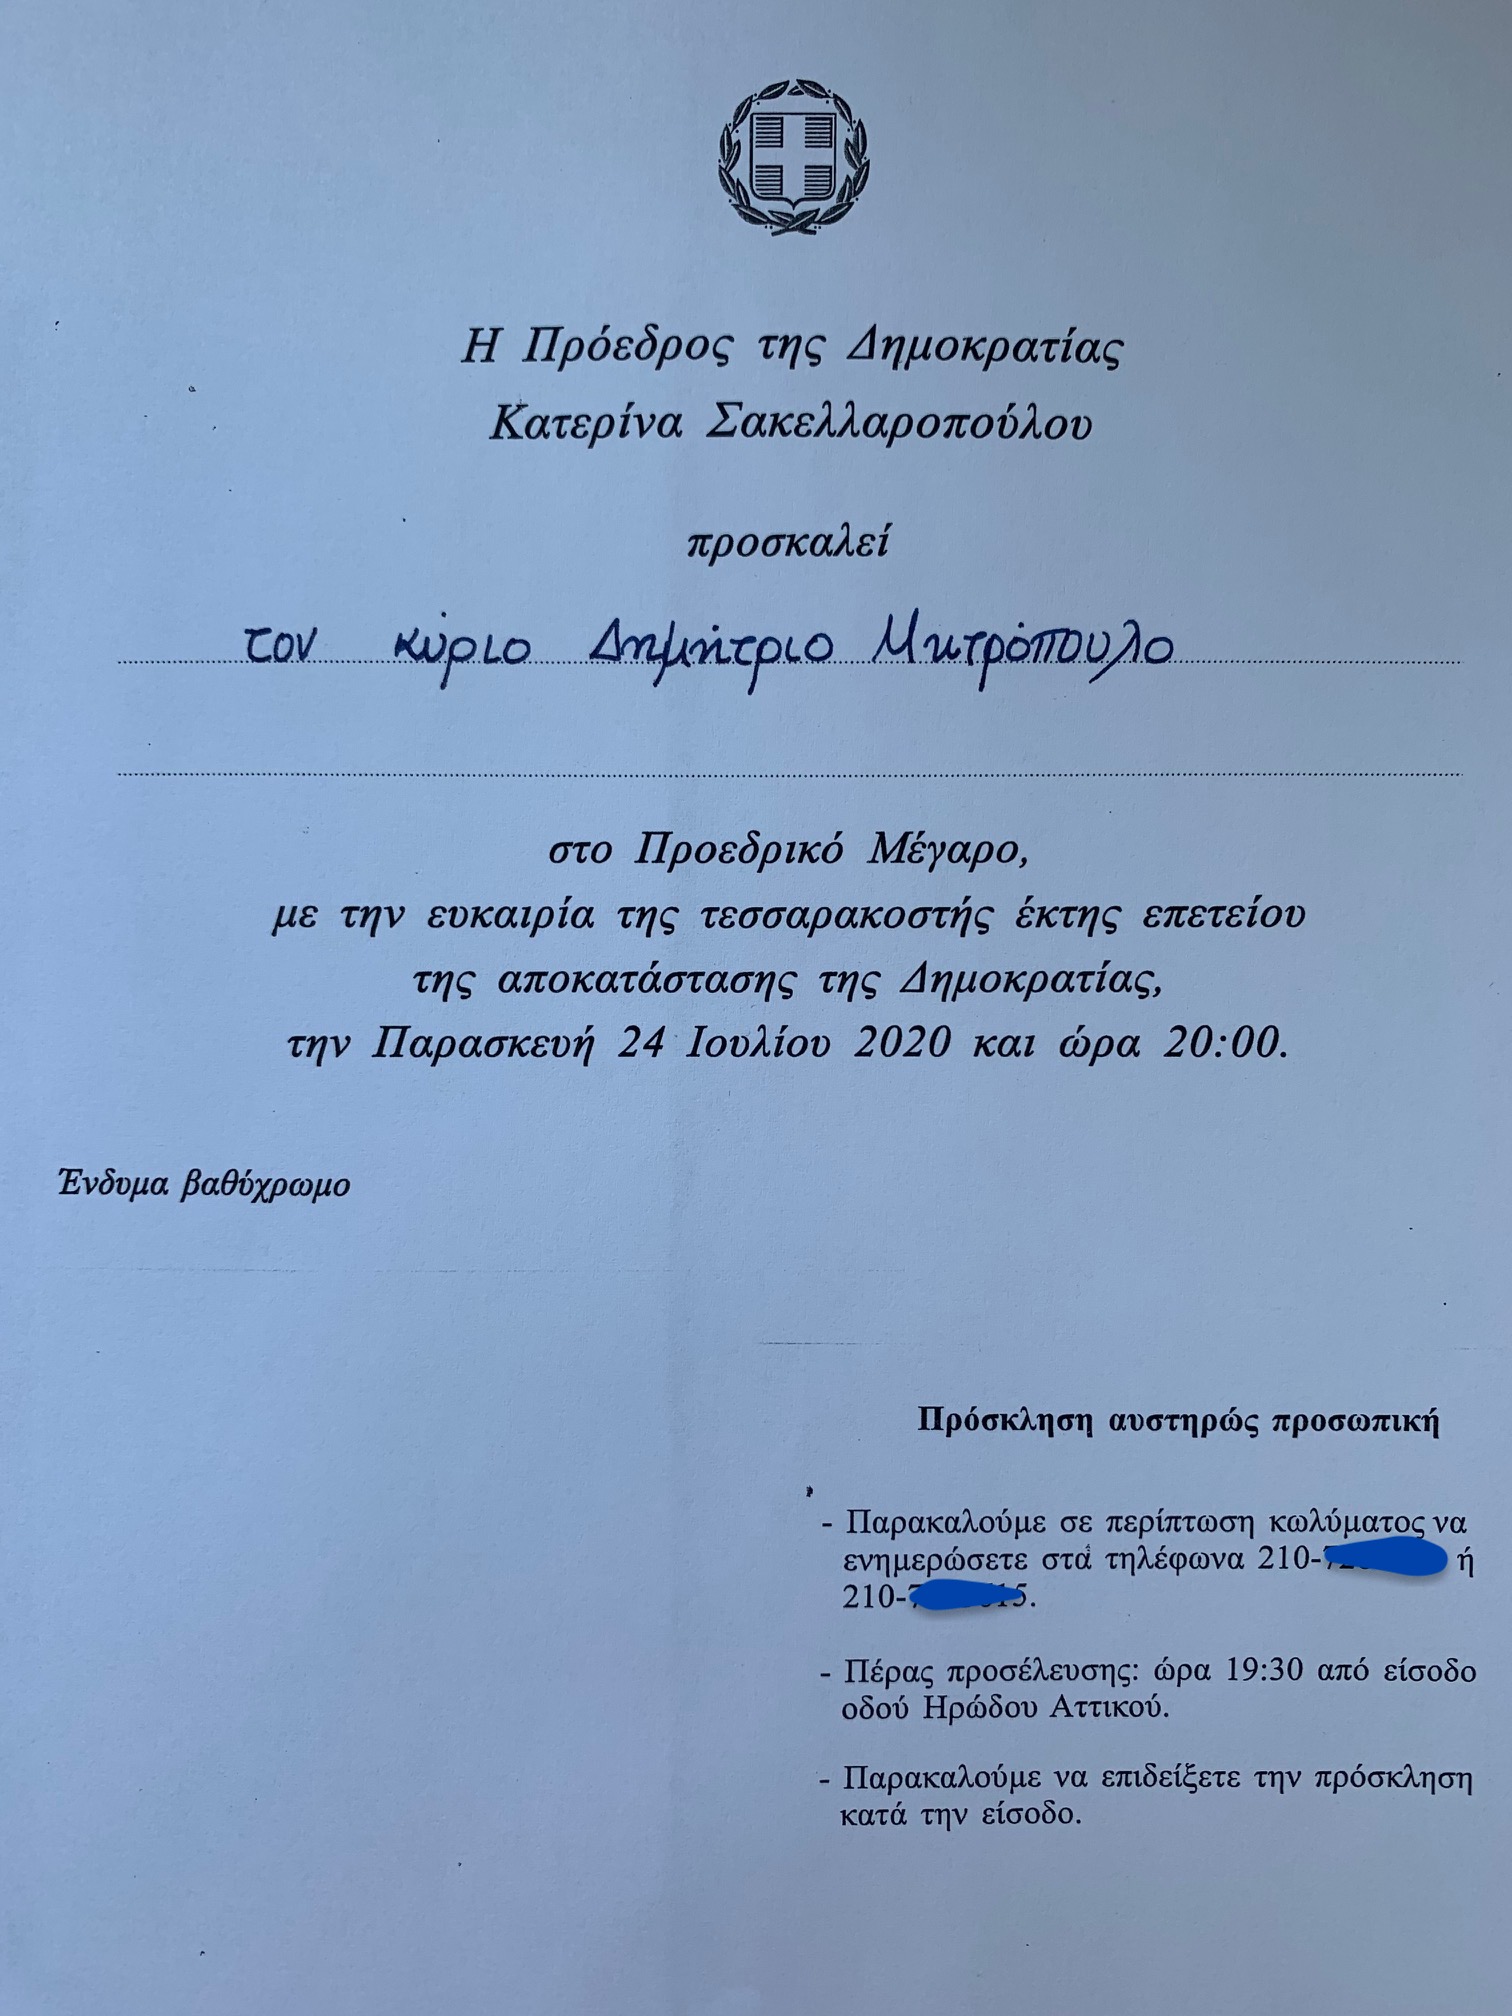 Η Πρόεδρος της Δημοκρατίας
Κατερίνα Σακελλαροπούλου
προσκαλεί
τον κύριο Δημήτριο Μητρόπουλο
στο Προεδρικό Μέγαρο,
με την ευκαιρία της τεσσαρακοστής έκτης επετείου
της αποκατάστασης της Δημοκρατίας,
την Παρασκευή 24 Ιουλίου 2020 και ώρα 20:00.
Ένδυμα βαθύχρωμο
Πρόσκληση αυστηρώς προσωπική
- Παρακαλούμε σε περίπτωση κωλύματος να
ενημερώσετε στα τηλέφωνα 210- ή
210-
- Πέρας προσέλευσης: ώρα 19:30 από είσοδο
οδού Ηρώδου Αττικού.
- Παρακαλούμε να επιδείξετε την πρόσκληση
κατά την είσοδο.